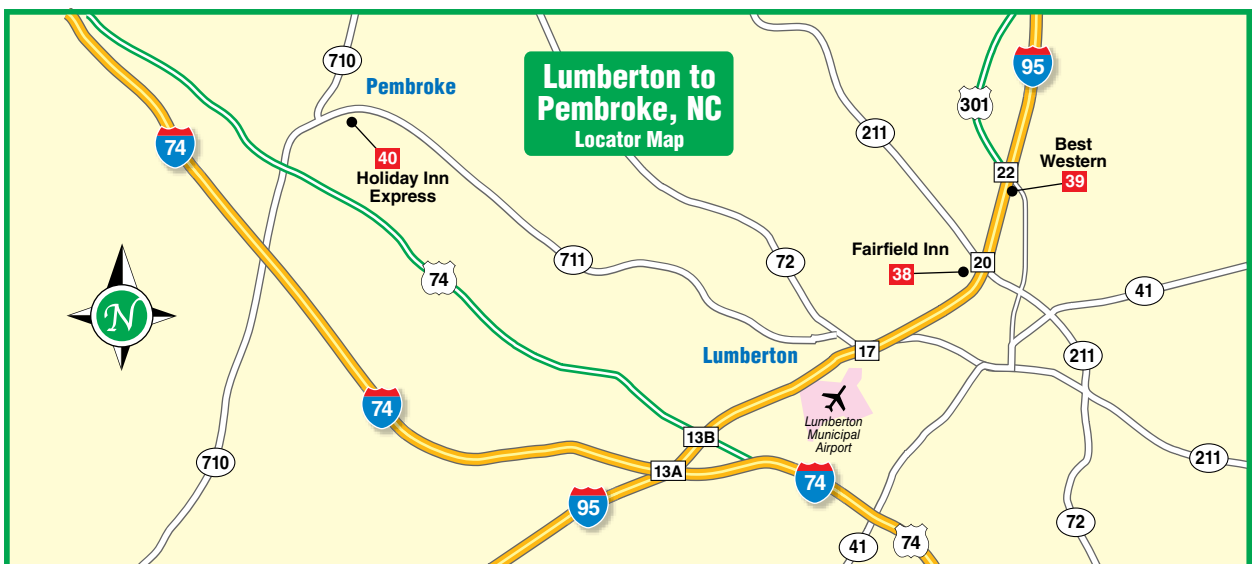 Lumberton to
Pembroke, NC
Locator Map
95
710
Pembroke
301
211
74
40
Holiday Inn
Express
Best
Western
22
39
Fairfield Inn
20
38
711
72
74
41
N
Lumberton
17
211
74
Lumberton
Municipal
Airport
13B
13A
710
211
74
95
72
41
74